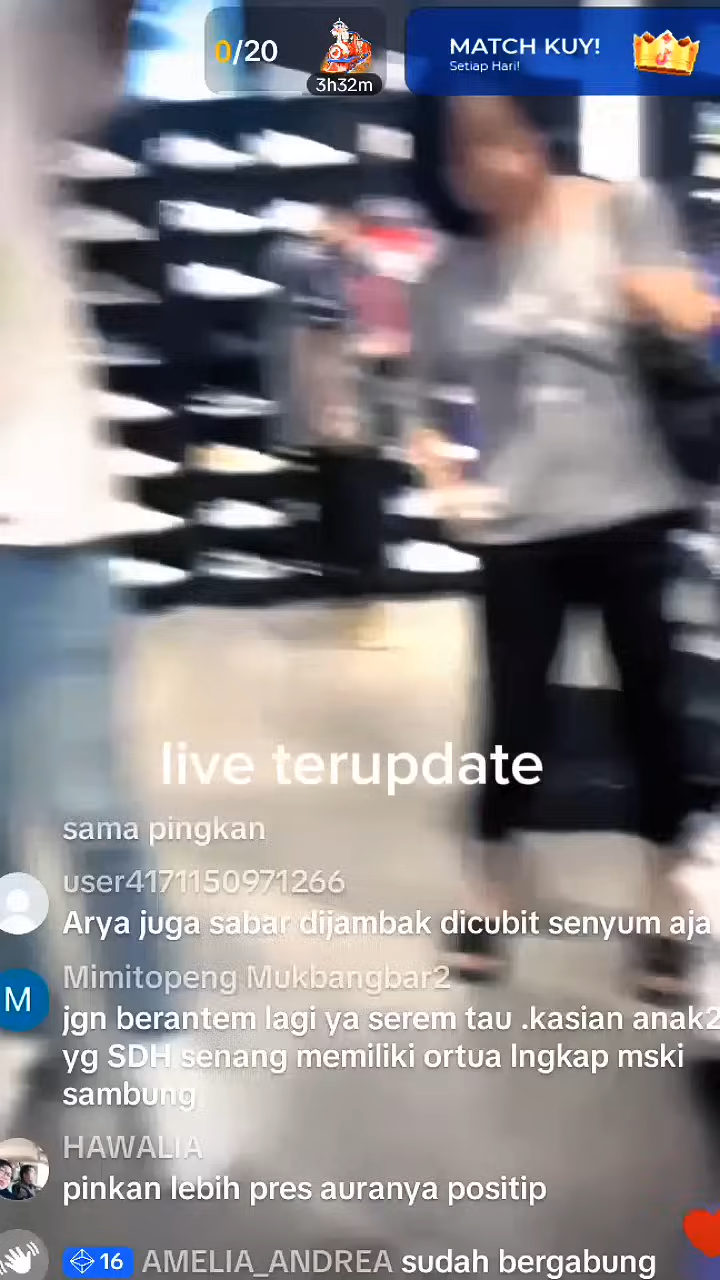 0/20
3h32m
MATCH KUY!
Setiap Hari!
live terupdate
sama pingkan
user4171150971266
Arya juga sabar dijambak dicubit senyum aja
M
Mimitopeng Mukbangbar2
jgn berantem lagi ya serem tau .kasian anak2
yg SDH senang memiliki ortua lngkap mski
sambung
HAWALIA
pinkan lebih pres auranya positip
16 AMELIA_ANDREA sudah bergabung